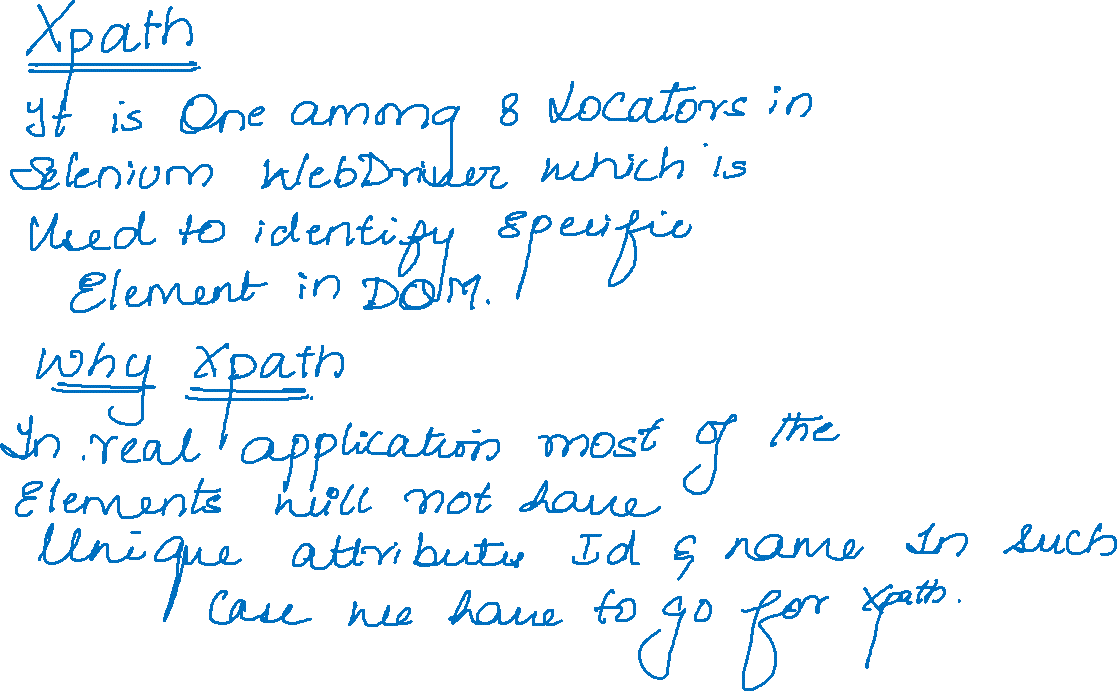 Xpath
It is One among 8 Locators in
Selenium WebDriver which is
Used to identify Specific
Element in DOM.
Why Xpath
In real application most of the
Elements will not have
Unique attributes Id & name In such
Case we have to go for Xpath.